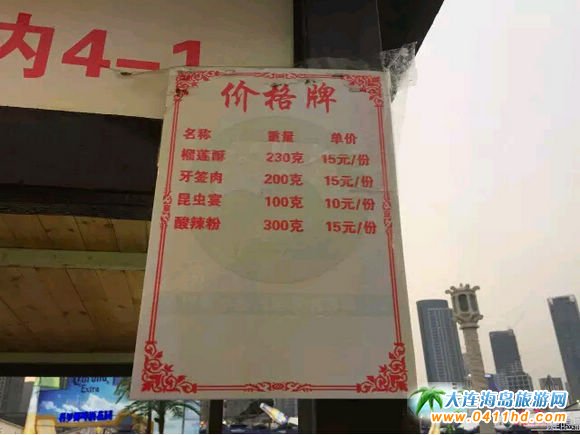 内4-1
价格牌
名称 重量 单价
榴莲酥 230克 15元/份
牙签肉 200克 15元/份
昆虫宴 100克 10元/份
酸辣粉 300克 15元/份
Corona
Extra
大连海岛旅游网
www.0411hd.com